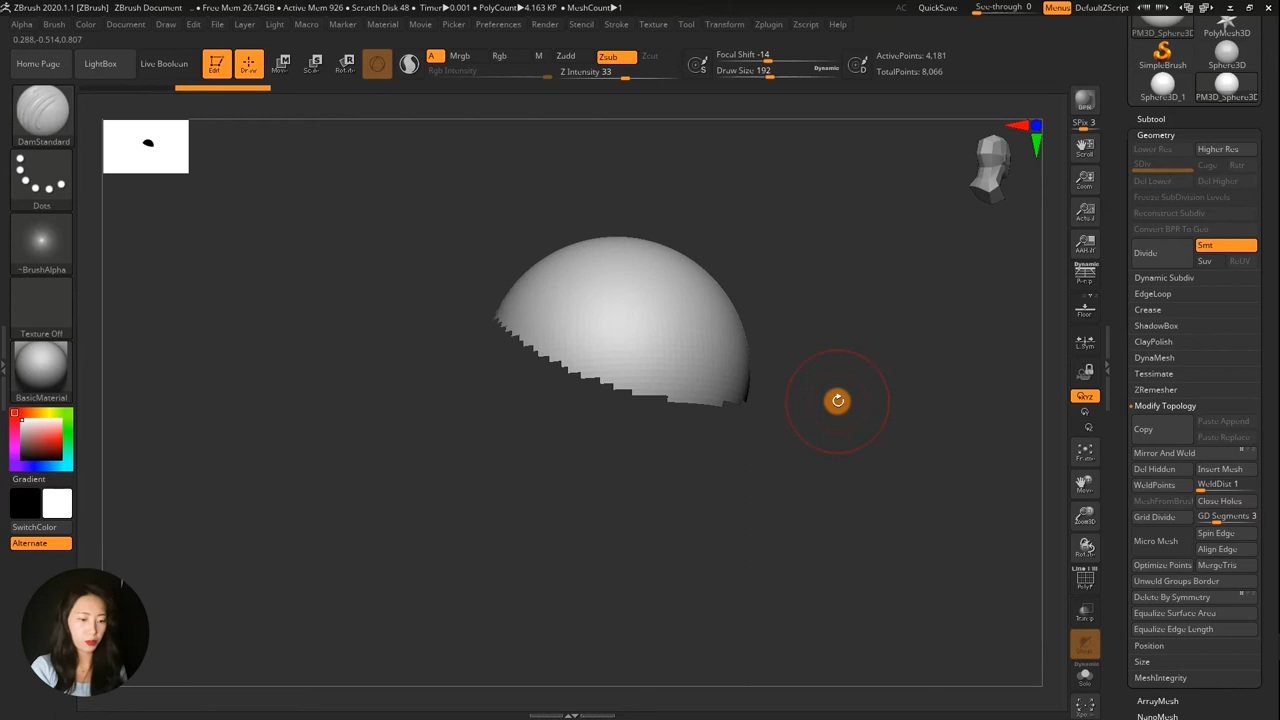 ZBrush 2020.1.1 [ZBrush] ZBrush Document . ● Free Mem 26.74GB ● Active Mem 926 ● Scratch Disk 48 ● Timer▶0.001 ● PolyCount▶4.163 KP ● MeshCount▶1 QuickSave See-through 0 Menus DefaultZScript
Alpha Brush Color Document Draw Edit File Layer Light Macro Marker Material Movie Picker Preferences Render Stencil Stroke Texture Tool Transform Zplugin Zscript Help
0.288,-0.514,0.807
Home Page LightBox Live Boolean Edit Draw Move Scale Rotate
A Mrgb Rgb M Zadd Zsub Zcut
Rgb Intensity Z Intensity 33
Focal Shift -14
Draw Size 192 Dynamic
ActivePoints: 4,181
TotalPoints: 8,066
DamStandard
Dots
~BrushAlpha
Texture Off
BasicMaterial
Gradient
SwitchColor
Alternate
BPR
SPix 3
Scroll
Zoom
Actual
AAHalf
Dynamic
Persp
Floor
L.Sym
XYZ
Frame
Move
Zoom3D
Rotate
Line Fill
PolyF
Transp
Dynamic
Solo
Xpose
PM3D_Sphere3D PolyMesh3D
SimpleBrush Sphere3D
Sphere3D_1 PM3D_Sphere3D
Subtool
Geometry
Lower Res Higher Res
SDiv Cage Rstr
Del Lower Del Higher
Freeze SubDivision Levels
Reconstruct Subdiv
Convert BPR To Geo
Divide Smt
Suv ReUV
Dynamic Subdiv
EdgeLoop
Crease
ShadowBox
ClayPolish
DynaMesh
Tessimate
ZRemesher
Modify Topology
Copy Paste Append
Paste Replace
Mirror And Weld
Del Hidden Insert Mesh
WeldPoints WeldDist 1
MeshFromBrush Close Holes
Grid Divide GD Segments 3
Micro Mesh Spin Edge
Align Edge
Optimize Points MergeTris
Unweld Groups Border
Delete By Symmetry
Equalize Surface Area
Equalize Edge Length
Position
Size
MeshIntegrity
ArrayMesh
NanoMesh